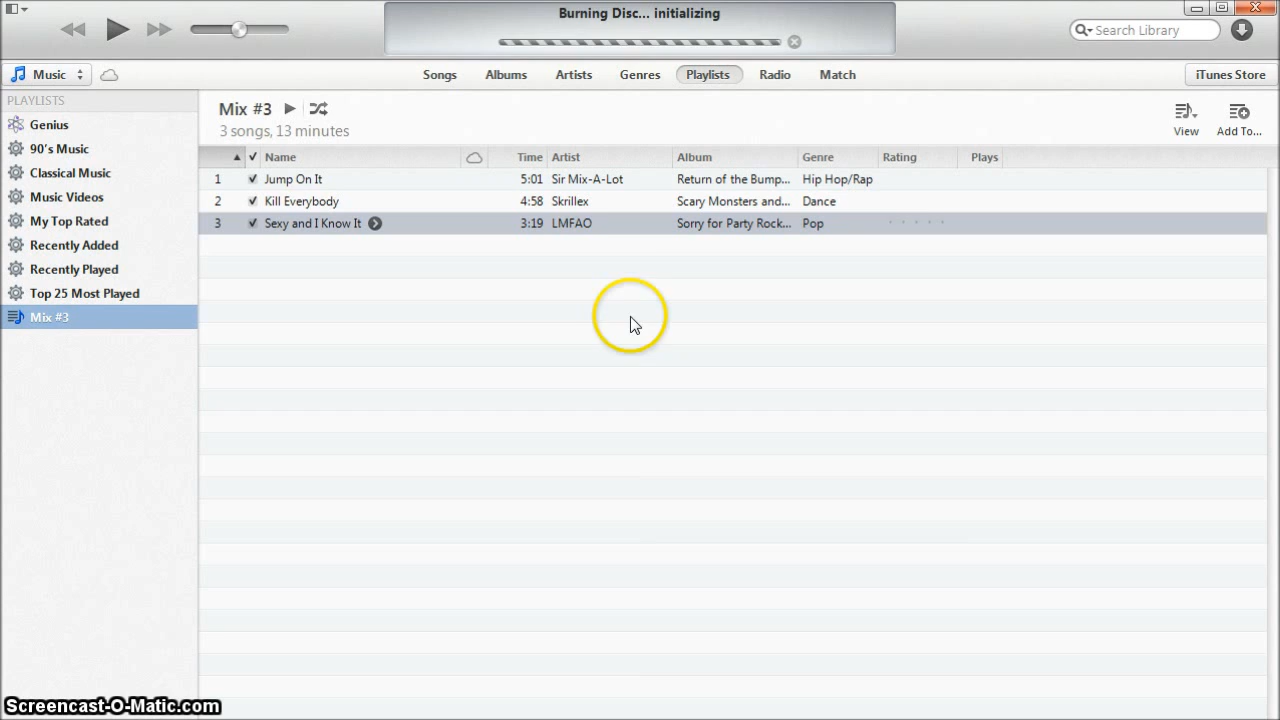 Burning Disc... initializing
Search Library
Music
Songs Albums Artists Genres Playlists Radio Match iTunes Store
PLAYLISTS
Genius
90's Music
Classical Music
Music Videos
My Top Rated
Recently Added
Recently Played
Top 25 Most Played
Mix #3
Mix #3
3 songs, 13 minutes
View Add To...
Name Time Artist Album Genre Rating Plays
1 Jump On It 5:01 Sir Mix-A-Lot Return of the Bump... Hip Hop/Rap
2 Kill Everybody 4:58 Skrillex Scary Monsters and... Dance
3 Sexy and I Know It 3:19 LMFAO Sorry for Party Rock... Pop
Screencast-O-Matic.com